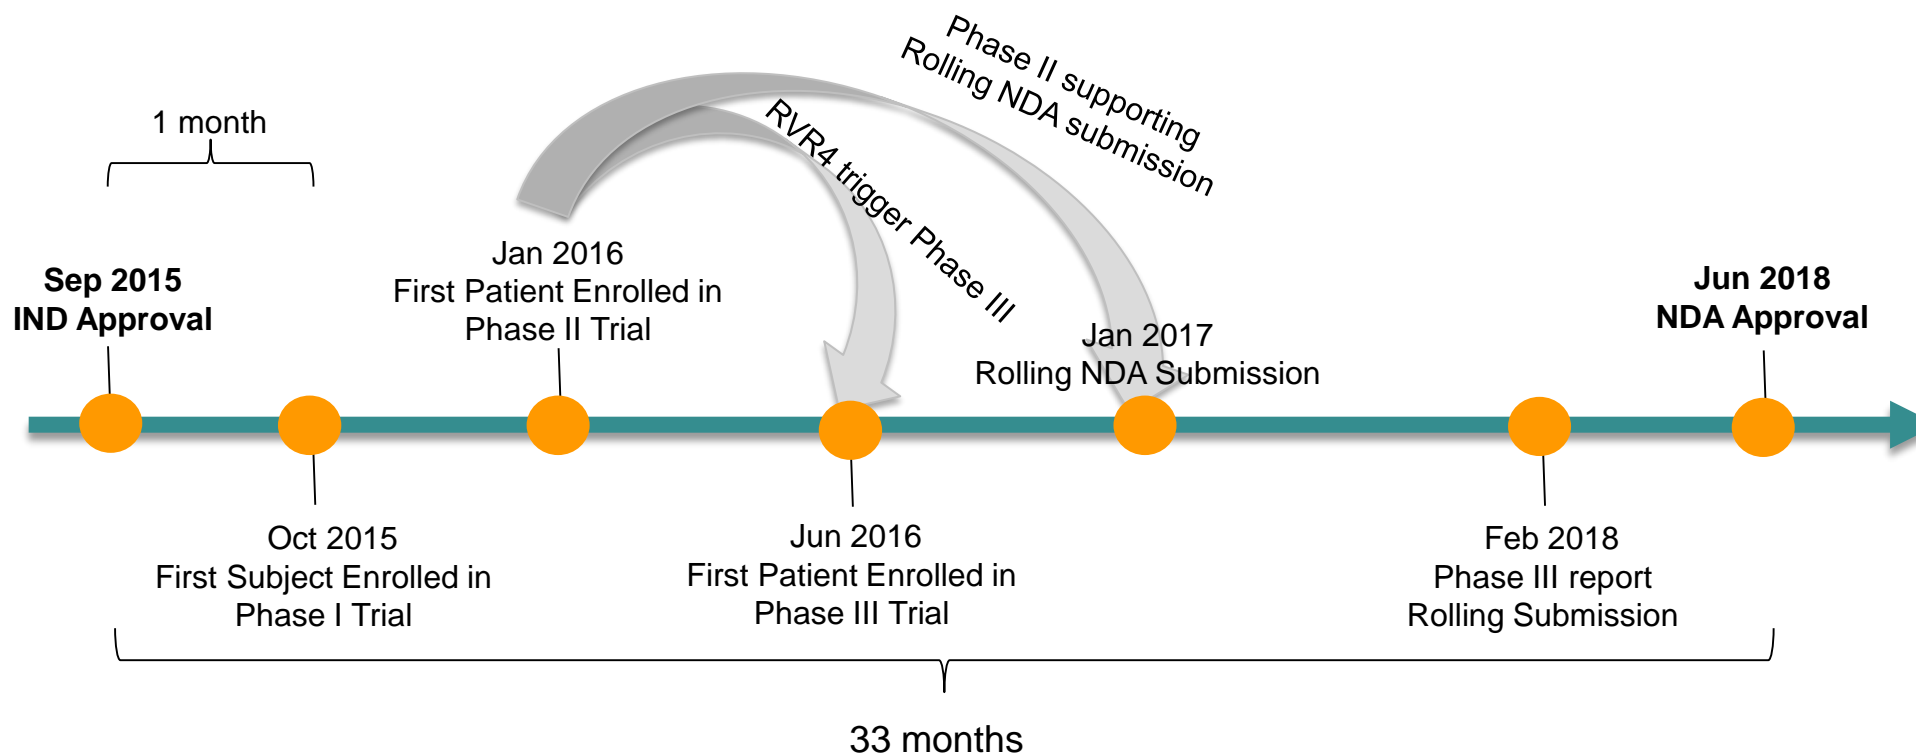 Phase II supporting
Rolling NDA submission
RVR4 trigger Phase III
1 month
Sep 2015
IND Approval
Jan 2016
First Patient Enrolled in
Phase II Trial
Jan 2017
Rolling NDA Submission
Jun 2018
NDA Approval
Oct 2015
First Subject Enrolled in
Phase I Trial
Jun 2016
First Patient Enrolled in
Phase III Trial
Feb 2018
Phase III report
Rolling Submission
33 months